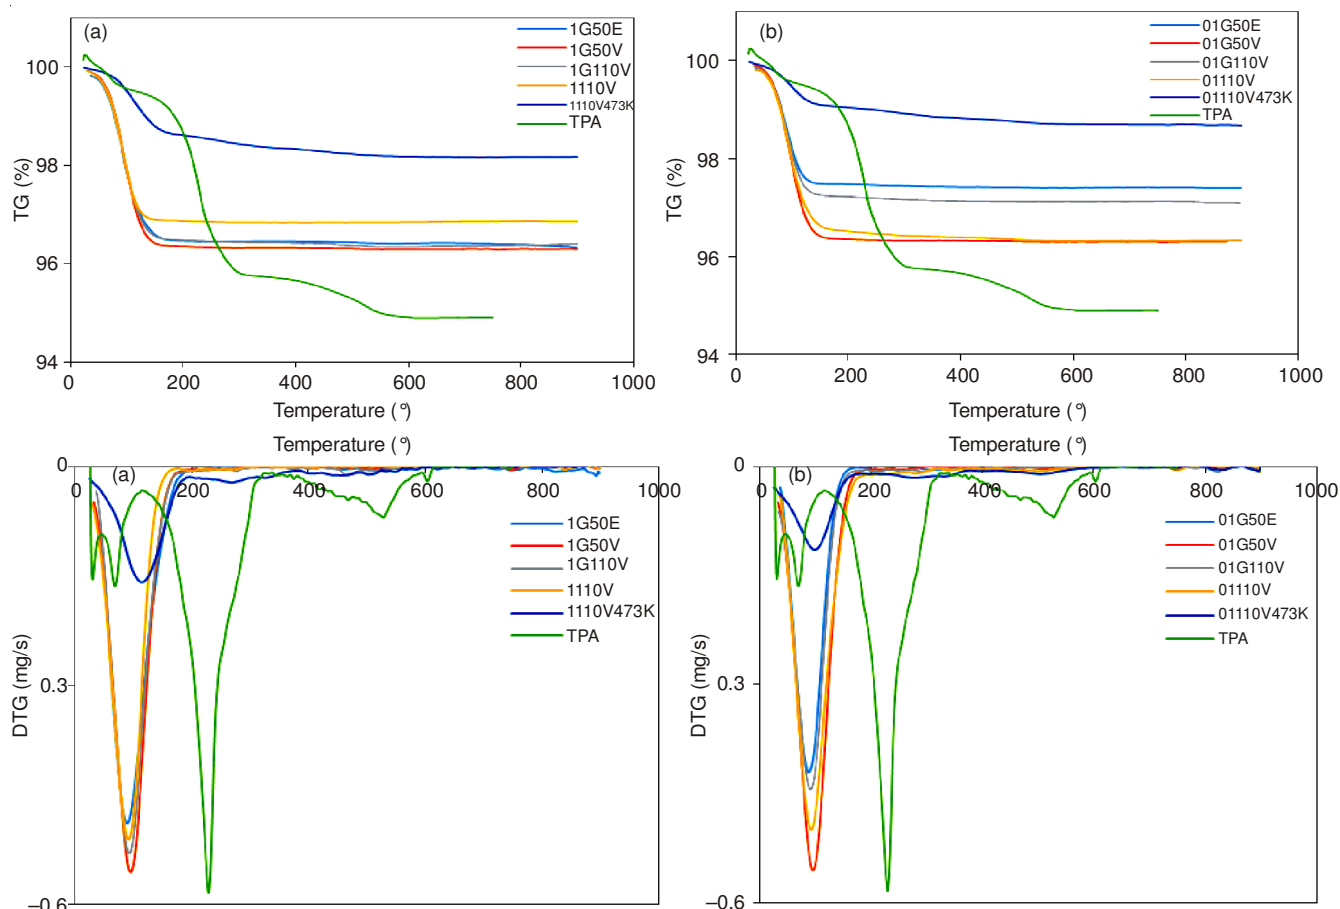 (a)
1G50E
1G50V
1G110V
1110V
1110V473K
TPA
100
98
96
94
TG (%)
0 200 400 600 800 1000
Temperature (°)
(b)
01G50E
01G50V
01G110V
01110V
01110V473K
TPA
100
98
96
94
TG (%)
0 200 400 600 800 1000
Temperature (°)
Temperature (°)
(a)
0
0 200 400 600 800 1000
1G50E
1G50V
1G110V
1110V
1110V473K
TPA
DTG (mg/s)
–0.3
–0.6
Temperature (°)
(b)
0
0 200 400 600 800 1000
01G50E
01G50V
01G110V
01110V
01110V473K
TPA
DTG (mg/s)
–0.3
–0.6